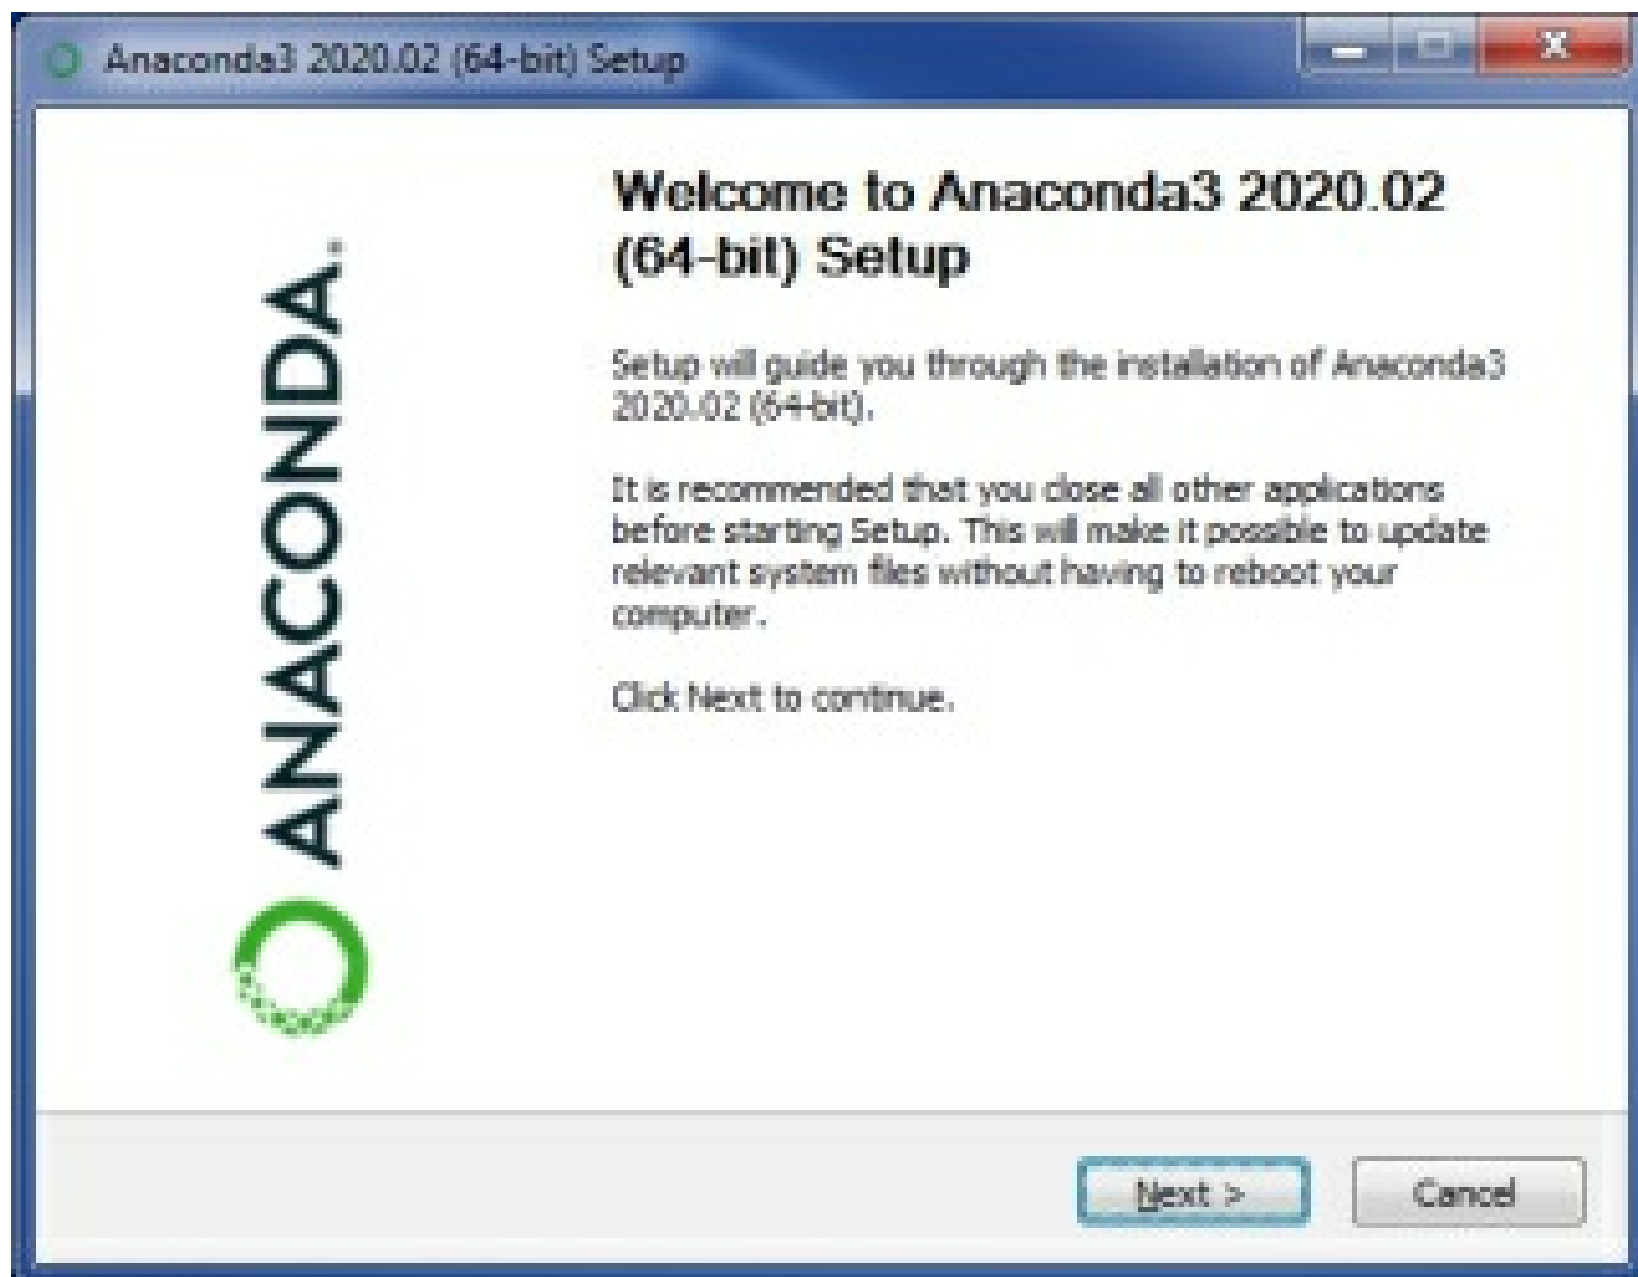 Anaconda3 2020.02 (64-bit) Setup
ANACONDA.
Welcome to Anaconda3 2020.02
(64-bit) Setup
Setup will guide you through the installation of Anaconda3
2020.02 (64-bit).
It is recommended that you close all other applications
before starting Setup. This will make it possible to update
relevant system files without having to reboot your
computer.
Click Next to continue.
Next >
Cancel